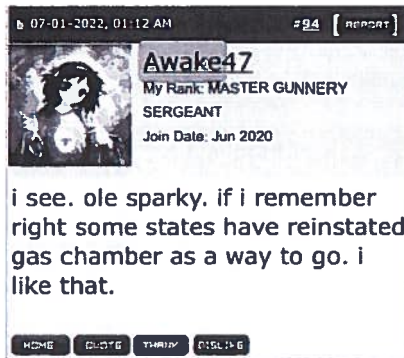 07-01-2022, 01:12 AM #94 [ REPORT ]
Awake47
My Rank: MASTER GUNNERY
SERGEANT
Join Date: Jun 2020
i see. ole sparky. if i remember
right some states have reinstated
gas chamber as a way to go. i
like that.
HOME QUOTE THANK DISLIKE